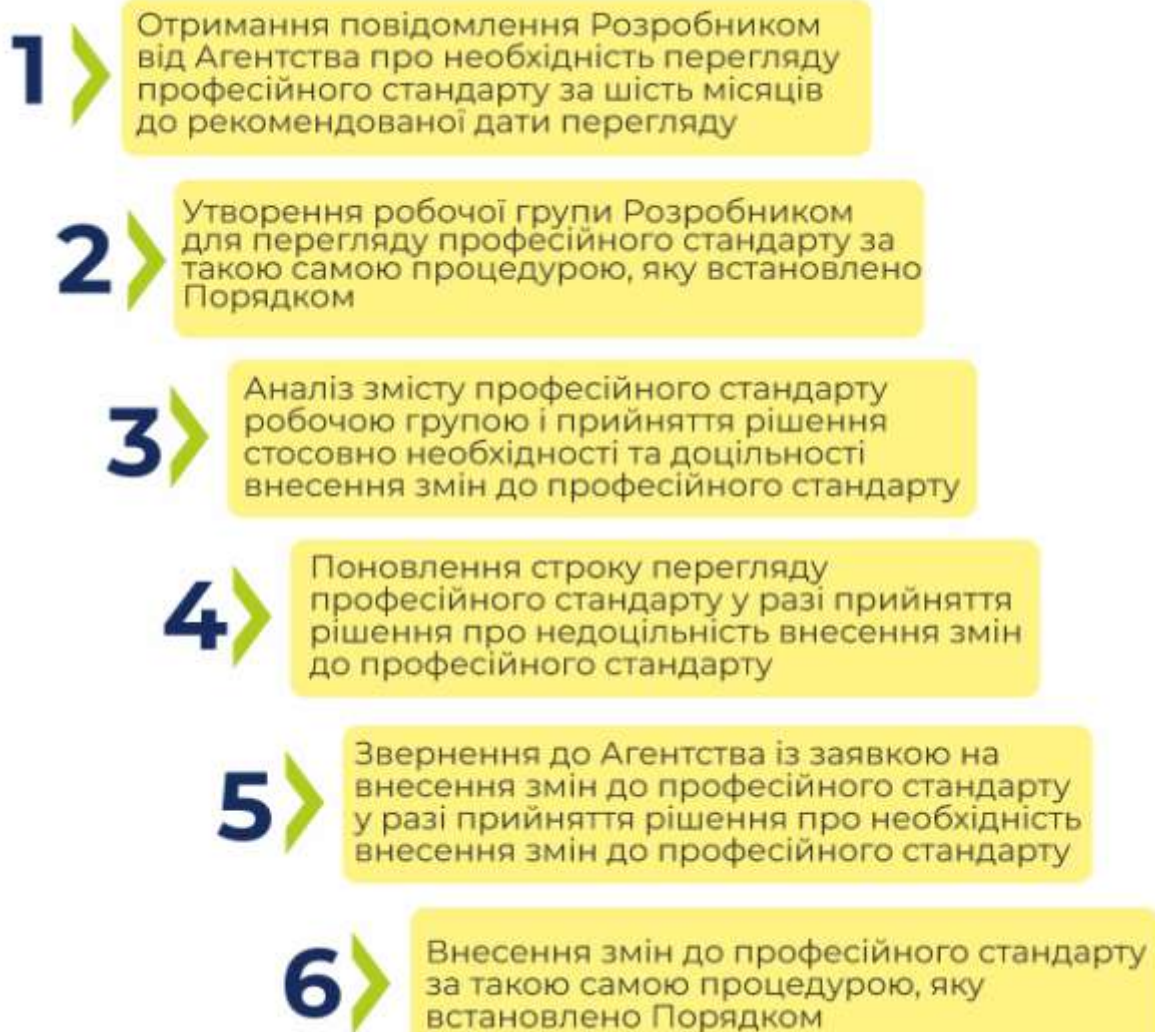 1
Отримання повідомлення Розробником
від Агентства про необхідність перегляду
професійного стандарту за шість місяців
до рекомендованої дати перегляду
2
Утворення робочої групи Розробником
для перегляду професійного стандарту за
такою самою процедурою, яку встановлено
Порядком
3
Аналіз змісту професійного стандарту
робочою групою і прийняття рішення
стосовно необхідності та доцільності
внесення змін до професійного стандарту
4
Поновлення строку перегляду
професійного стандарту у разі прийняття
рішення про недоцільність внесення змін
до професійного стандарту
5
Звернення до Агентства із заявкою на
внесення змін до професійного стандарту
у разі прийняття рішення про необхідність
внесення змін до професійного стандарту
6
Внесення змін до професійного стандарту
за такою самою процедурою, яку
встановлено Порядком